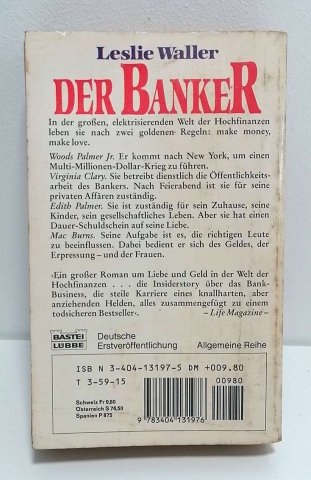 Leslie Waller
DER BANKER
In der großen, elektrisierenden Welt der Hochfinanzen
leben sie nach zwei goldenen Regeln: make money,
make love.
Woods Palmer Jr. Er kommt nach New York, um einen
Multi-Millionen-Dollar-Krieg zu führen.
Virginia Clary. Sie betreibt dienstlich die Öffentlichkeits-
arbeit des Bankers. Nach Feierabend ist sie für seine
privaten Affären zuständig.
Edith Palmer. Sie ist zuständig für sein Zuhause, seine
Kinder, sein gesellschaftliches Leben. Aber sie hat einen
Dauer-Schuldschein auf seine Liebe.
Mac Burns. Seine Aufgabe ist es, die richtigen Leute
zu beeinflussen. Dabei bedient er sich des Geldes, der
Erpressung – und der Frauen.
›Ein großer Roman um Liebe und Geld in der Welt der
Hochfinanzen . . . die Insiderstory über das Bank-
Business, die steile Karriere eines knallharten, aber
anziehenden Helden, alles zusammengefügt zu einem
todsicheren Bestseller‹.
– Life Magazine –
BASTEI
LÜBBE
Deutsche
Erstveröffentlichung
Allgemeine Reihe
ISBN 3-404-13197-5 DM +009.80
T 3-59-15
00980
Schweiz Fr 9,80
Österreich S 76,50
Spanien P 875
9 783404 131976